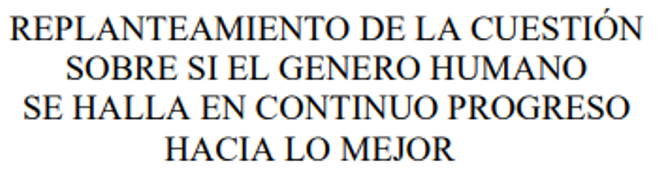 REPLANTEAMIENTO DE LA CUESTIÓN
SOBRE SI EL GENERO HUMANO
SE HALLA EN CONTINUO PROGRESO
HACIA LO MEJOR